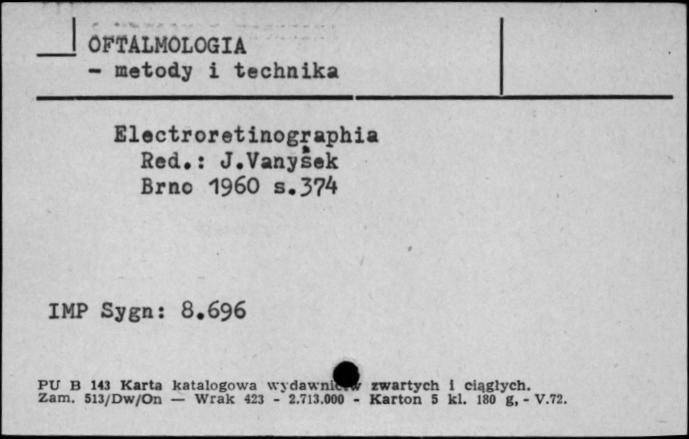 OFTALMOLOGIA
- metody i technika
Electroretinographia
Red.: J.Vanyšek
Brno 1960 s.374
IMP Sygn: 8.696
PU B 143 Karta katalogowa wydawnictw zwartych i ciągłych.
Zam. 513/Dw/On — Wrak 423 - 2.713.000 - Karton 5 kl. 180 g, - V.72.